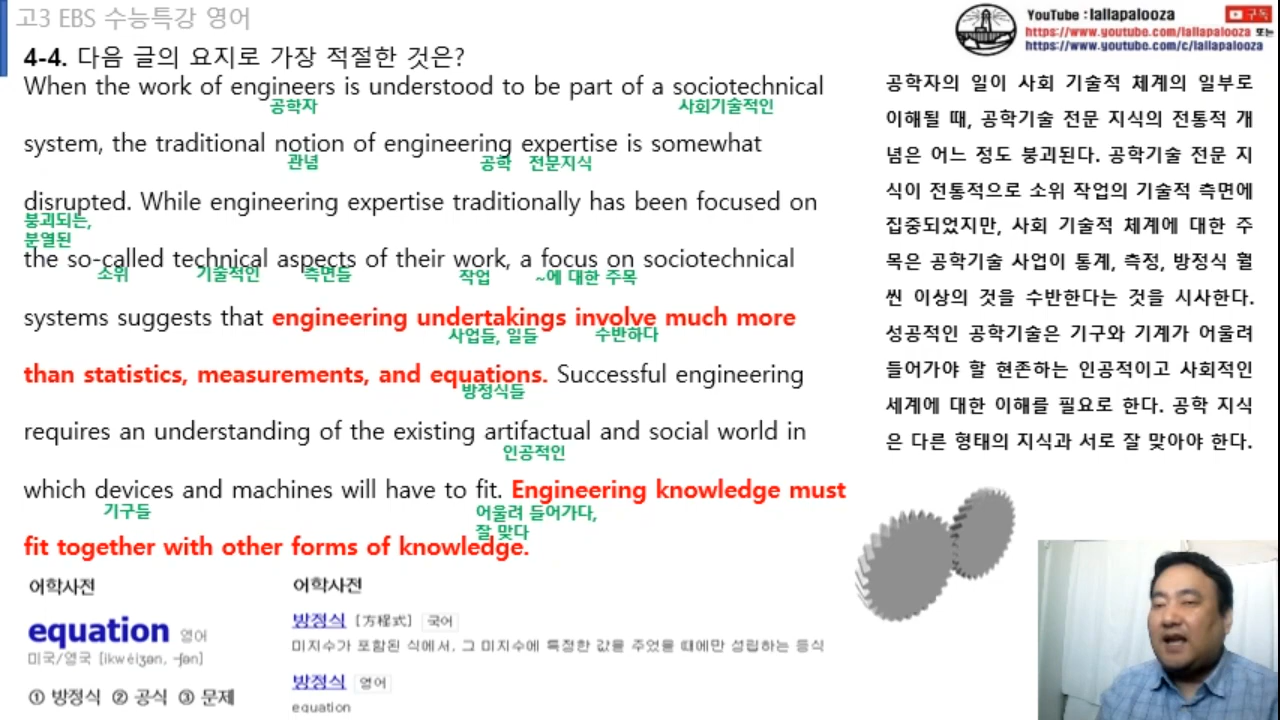 고3 EBS 수능특강 영어
YouTube : lallapalooza
구독
https://www.youtube.com/lallapalooza 또는
https://www.youtube.com/c/lallapalooza
4-4. 다음 글의 요지로 가장 적절한 것은?
When the work of engineers is understood to be part of a sociotechnical
공학자 사회기술적인
system, the traditional notion of engineering expertise is somewhat
관념 공학 전문지식
disrupted. While engineering expertise traditionally has been focused on
붕괴되는,
분열된
the so-called technical aspects of their work, a focus on sociotechnical
소위 기술적인 측면들 작업 ~에 대한 주목
systems suggests that engineering undertakings involve much more
사업들, 일들 수반하다
than statistics, measurements, and equations. Successful engineering
방정식들
requires an understanding of the existing artifactual and social world in
인공적인
which devices and machines will have to fit. Engineering knowledge must
기구들 어울려 들어가다,
잘 맞다
fit together with other forms of knowledge.
공학자의 일이 사회 기술적 체계의 일부로
이해될 때, 공학기술 전문 지식의 전통적 개
념은 어느 정도 붕괴된다. 공학기술 전문 지
식이 전통적으로 소위 작업의 기술적 측면에
집중되었지만, 사회 기술적 체계에 대한 주
목은 공학기술 사업이 통계, 측정, 방정식 훨
씬 이상의 것을 수반한다는 것을 시사한다.
성공적인 공학기술은 기구와 기계가 어울려
들어가야 할 현존하는 인공적이고 사회적인
세계에 대한 이해를 필요로 한다. 공학 지식
은 다른 형태의 지식과 서로 잘 맞아야 한다.
어학사전
equation 영어
미국/영국 [ikwéiʒən, -ʃən]
① 방정식 ② 공식 ③ 문제
어학사전
방정식 [方程式] 국어
미지수가 포함된 식에서, 그 미지수에 특정한 값을 주었을 때에만 성립하는 등식
방정식 영어
equation